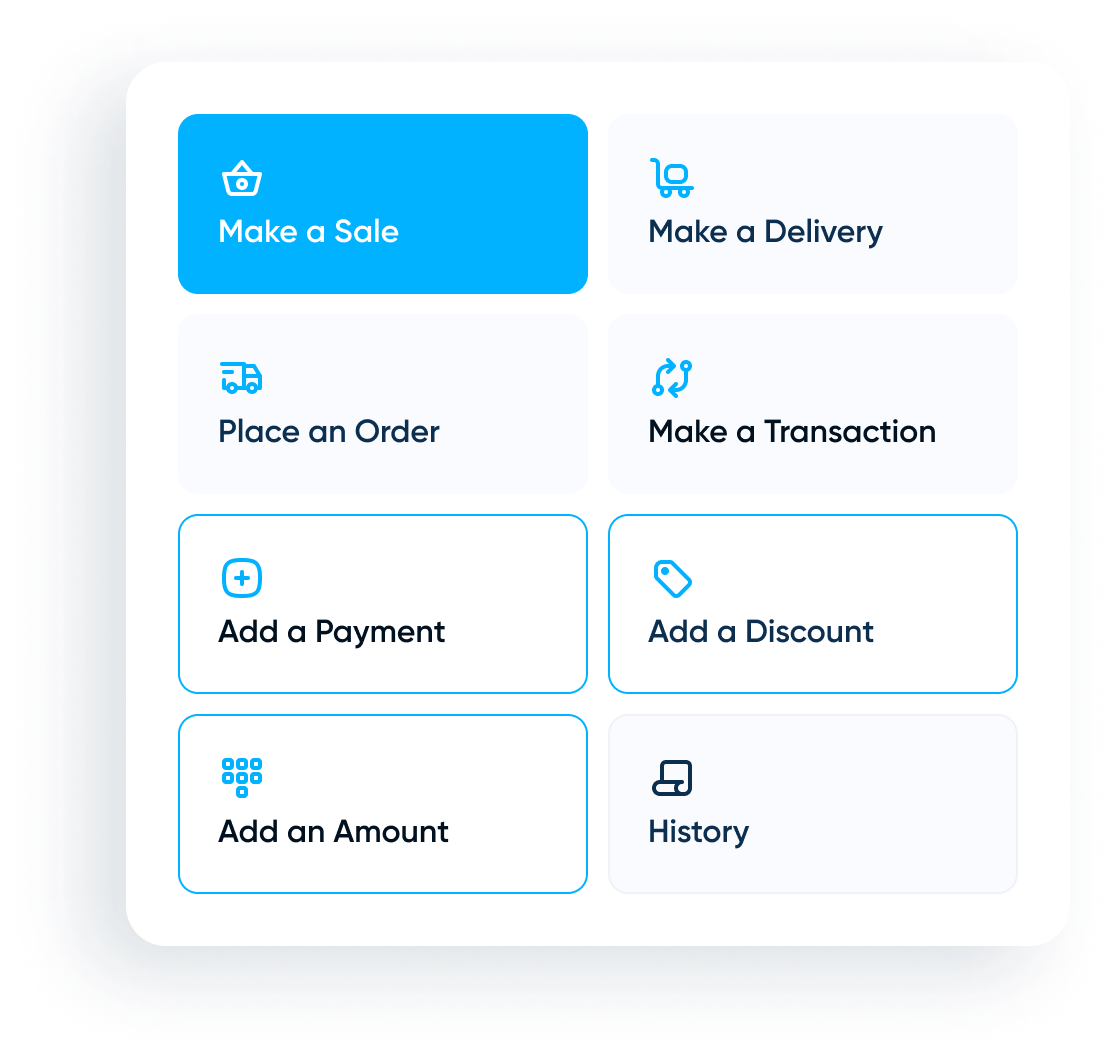 Make a Sale
Make a Delivery
Place an Order
Make a Transaction
Add a Payment
Add a Discount
Add an Amount
History